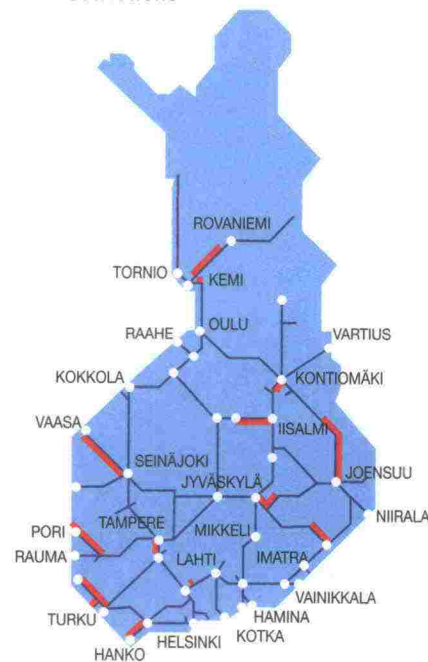 ROVANIEMI
TORNIO
KEMI
OULU
RAAHE
VARTIUS
KOKKOLA
KONTIOMÄKI
VAASA
IISALMI
SEINÄJOKI
JYVÄSKYLÄ
JOENSUU
NIIRALA
PORI
TAMPERE
MIKKELI
RAUMA
LAHTI
IMATRA
VAINIKKALA
TURKU
HAMINA
HELSINKI
KOTKA
HANKO